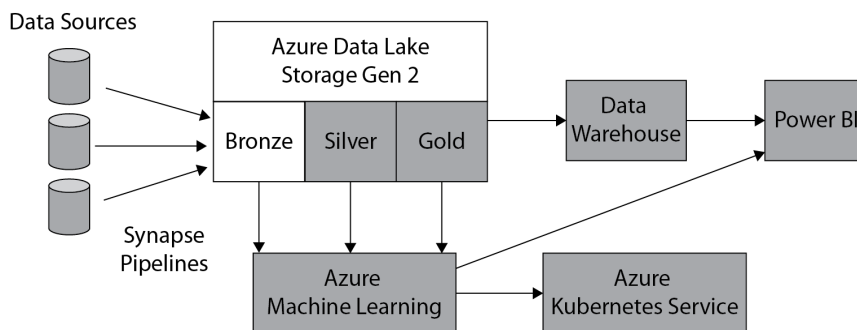 Data Sources
Azure Data Lake
Storage Gen 2
Bronze
Silver
Gold
Data
Warehouse
Power BI
Synapse
Pipelines
Azure
Machine Learning
Azure
Kubernetes Service